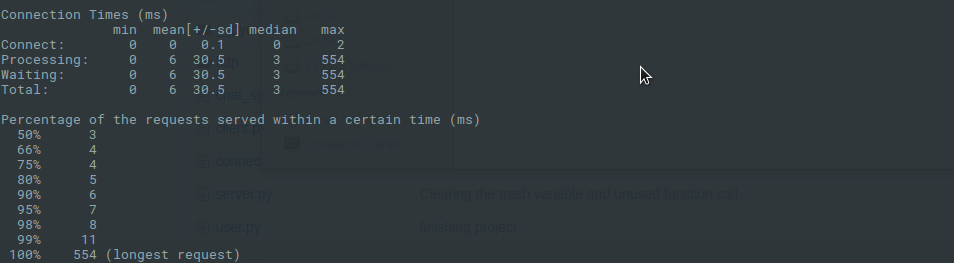 Connection Times (ms)
min mean[+/-sd] median max
Connect: 0 0 0.1 0 2
Processing: 0 6 30.5 3 554
Waiting: 0 6 30.5 3 554
Total: 0 6 30.5 3 554
chat_s
Percentage of the requests served within a certain time (ms)
client.p
50% 3
66% 4
75% 4
connec
80% 5
90% 6
server.py Clearing the trash variable and unused function call
95% 7
98% 8
user.py finishing project
99% 11
100% 554 (longest request)